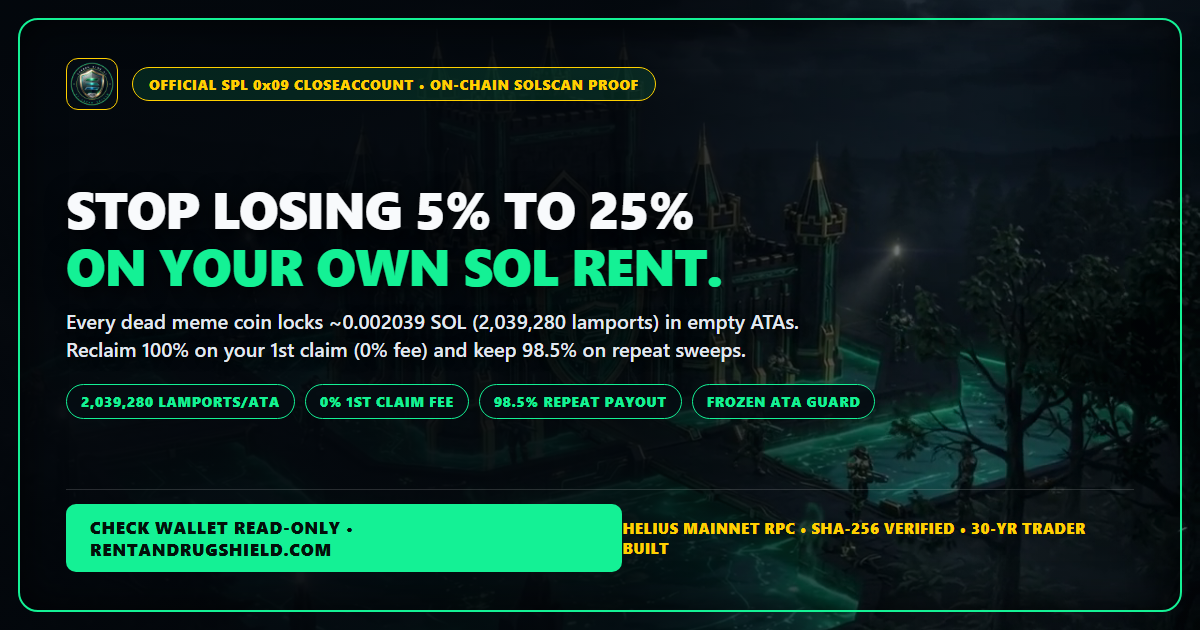 OFFICIAL SPL 0x09 CLOSEACCOUNT • ON-CHAIN SOLSCAN PROOF
STOP LOSING 5% TO 25%
ON YOUR OWN SOL RENT.
Every dead meme coin locks ~0.002039 SOL (2,039,280 lamports) in empty ATAs.
Reclaim 100% on your 1st claim (0% fee) and keep 98.5% on repeat sweeps.
2,039,280 LAMPORTS/ATA
0% 1ST CLAIM FEE
98.5% REPEAT PAYOUT
FROZEN ATA GUARD
CHECK WALLET READ-ONLY •
RENTANDRUGSHIELD.COM
HELIUS MAINNET RPC • SHA-256 VERIFIED • 30-YR TRADER
BUILT